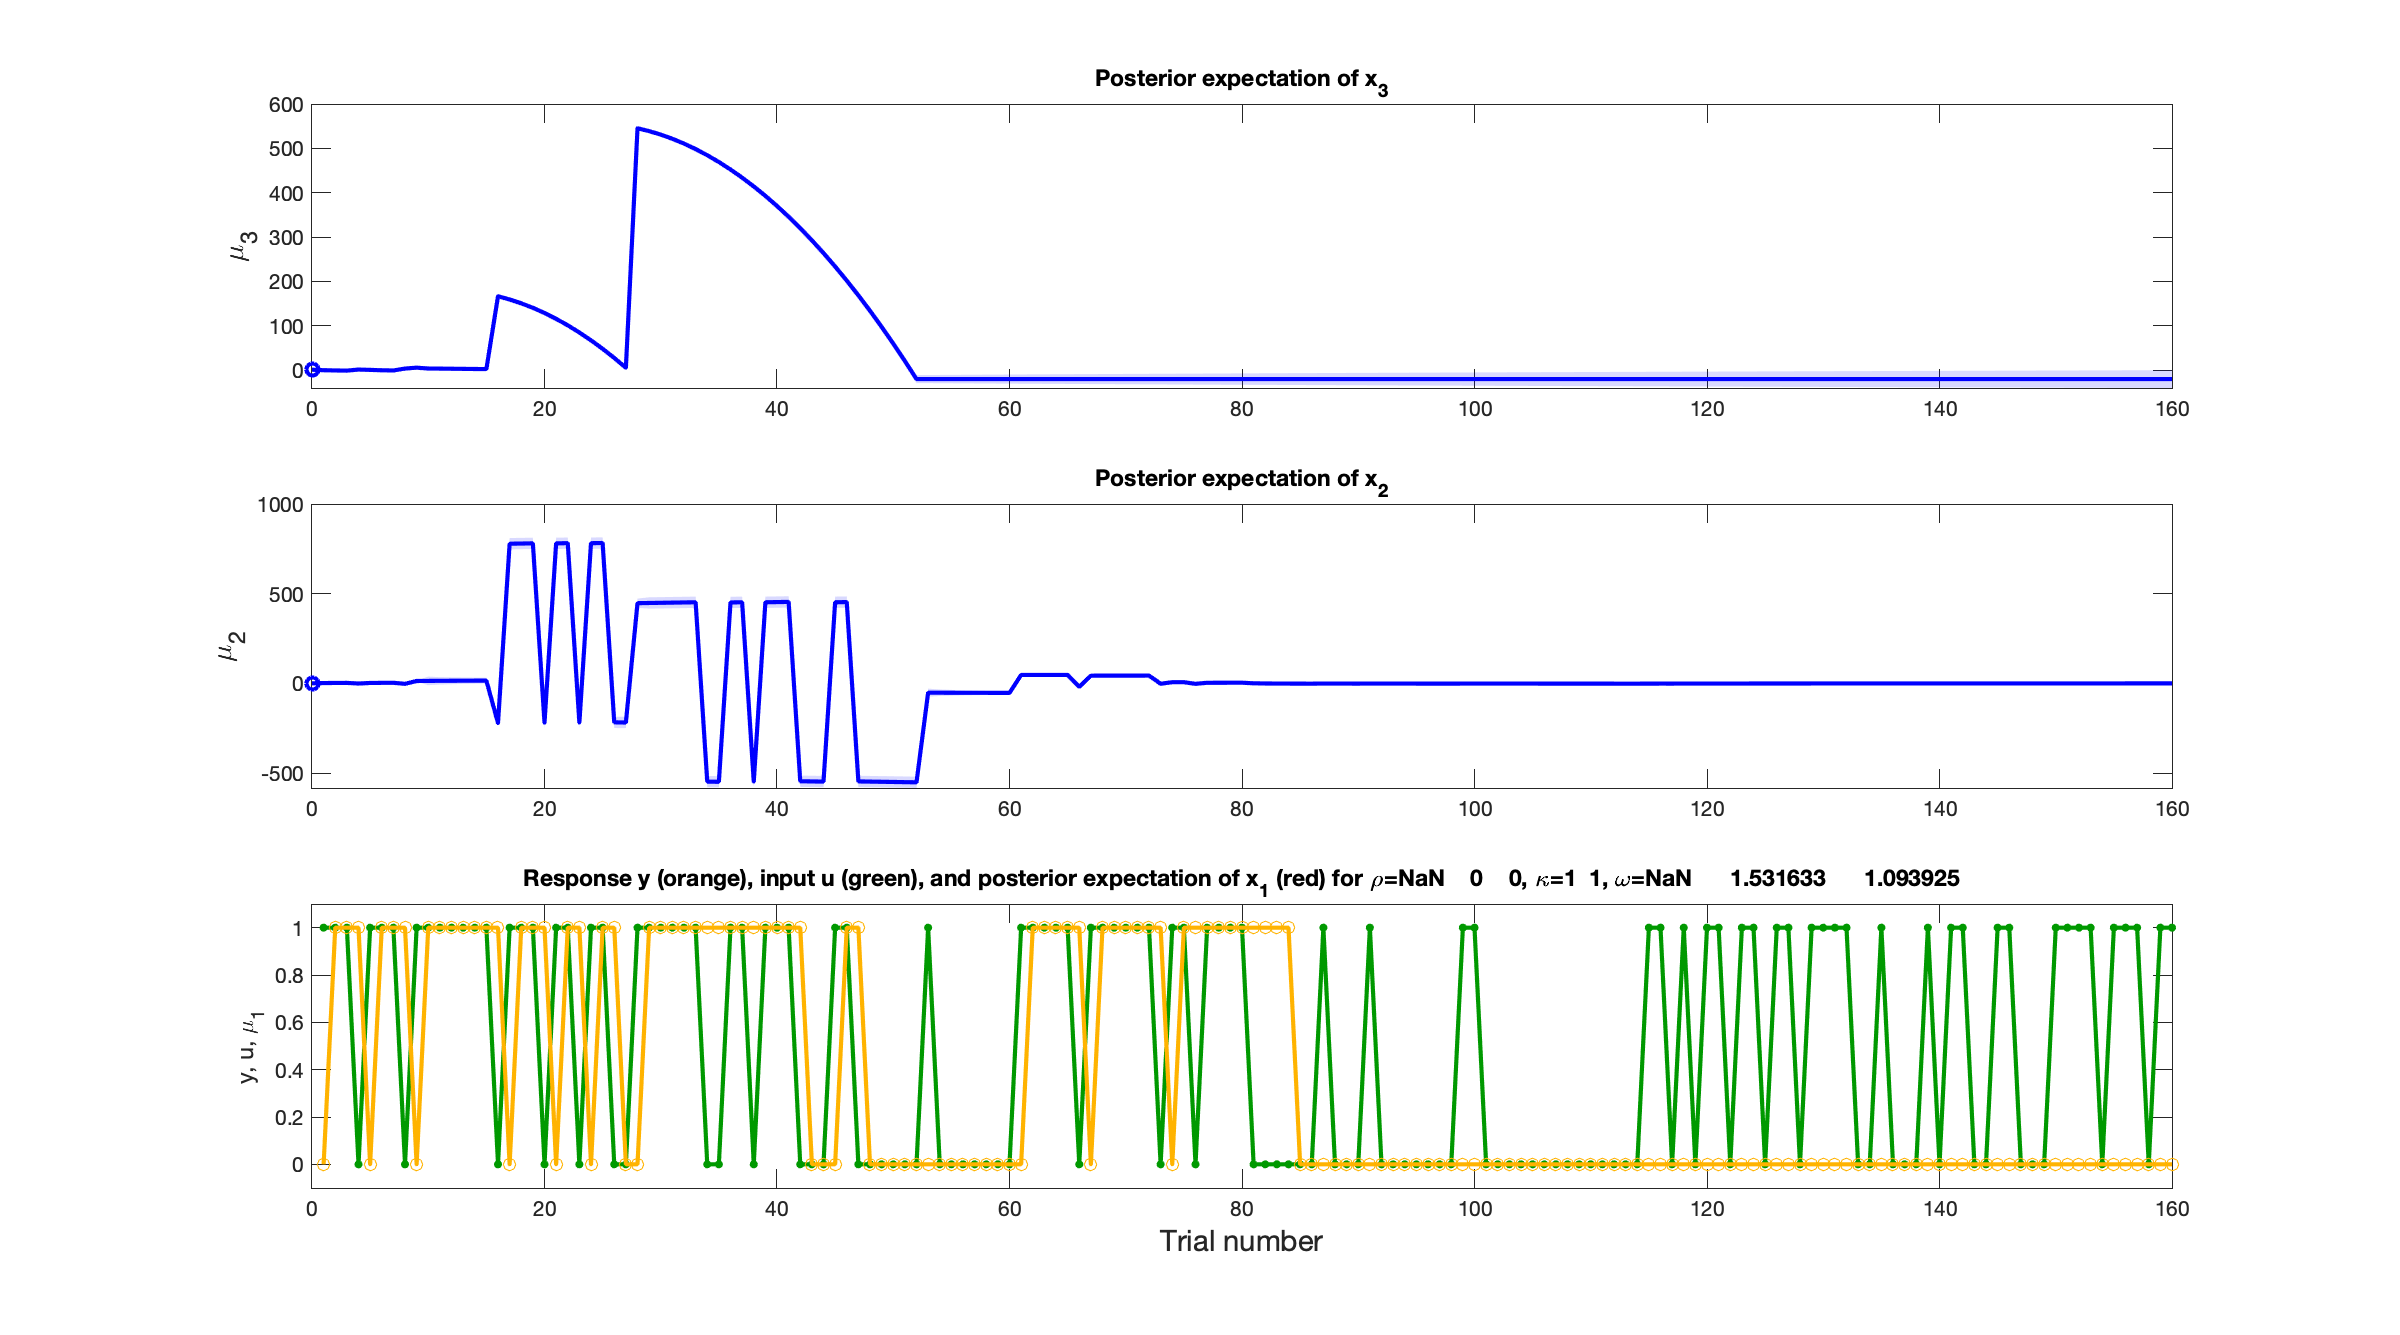 Posterior expectation of x3
600
500
400
300
200
100
0
μ3
0 20 40 60 80 100 120 140 160
Posterior expectation of x2
1000
500
0
-500
μ2
0 20 40 60 80 100 120 140 160
Response y (orange), input u (green), and posterior expectation of x1 (red) for ρ=NaN 0 0, κ=1 1, ω=NaN 1.531633 1.093925
1
0.8
0.6
0.4
0.2
0
y, u, μ1
0 20 40 60 80 100 120 140 160
Trial number